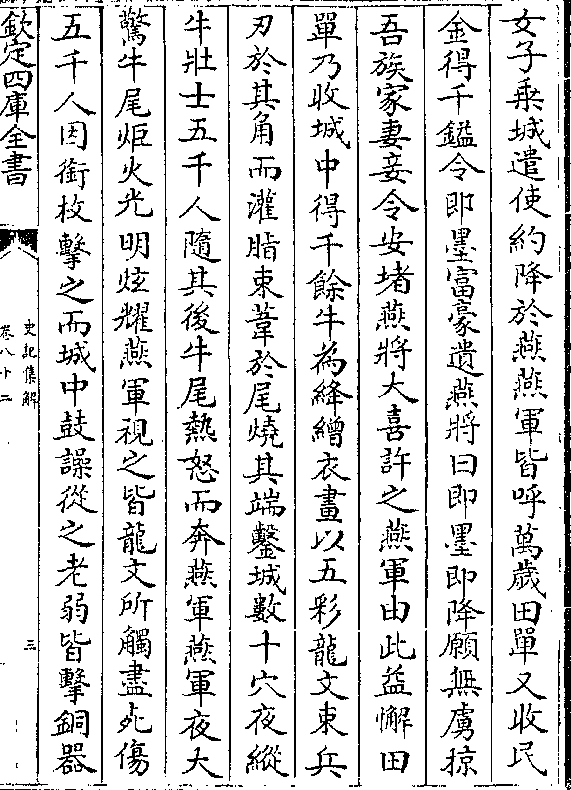 女子乗城遣使約降於燕燕軍皆呼萬歲田單又收民
金得千鎰令即墨富豪遺燕將曰即墨即降願無虜掠
吾族家妻妾令安堵燕將大喜許之燕軍由此益懈田
單乃收城中得千餘牛為絳繒衣畫以五彩龍文束兵
刃於其角而灌脂束葦於尾燒其端鑿城數十穴夜縱
牛壯士五千人隨其後牛尾熱怒而奔燕軍燕軍夜大
驚牛尾炬火光明炫耀燕軍視之皆龍文所觸盡死傷
五千人因銜枚擊之而城中鼓譟從之老弱皆擊銅器
欽定四庫全書
史記集解
卷八十二
三